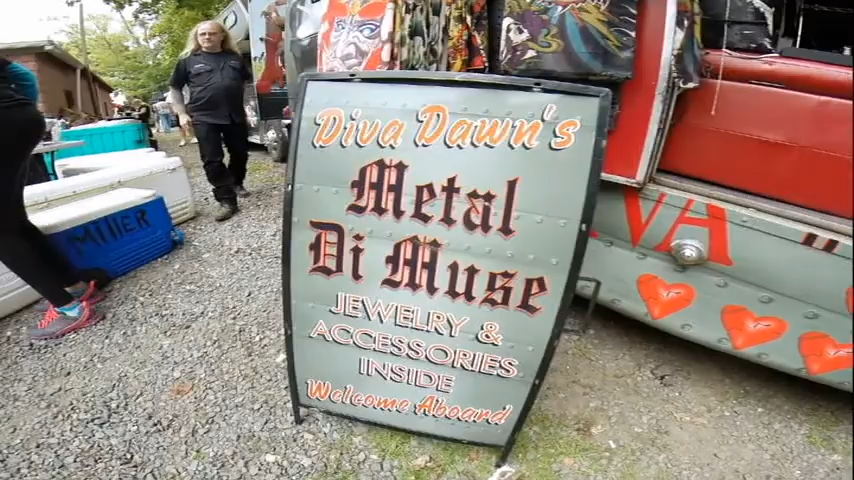 Diva Dawn's
Metal
Di Muse
JEWELRY
ACCESSORIES &
INSIDE
Welcome Aboard
MILLER
VA